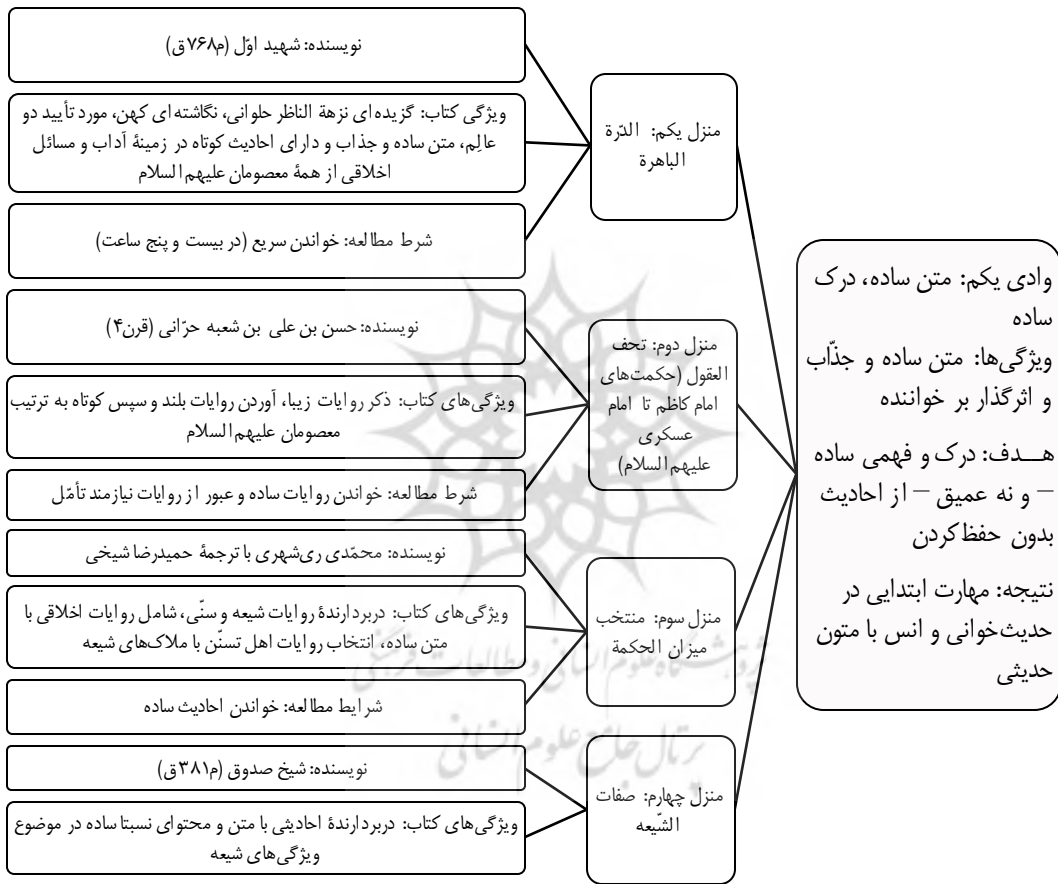 وادی یکم: متن ساده، درک
ساده
ویژگی‌ها: متن ساده و جذّاب
و اثرگذار بر خواننده
هـــدف: درک و فهمی ساده
– و نه عمیق – از احادیث
بدون حفظ‌کردن
نتیجه: مهارت ابتدایی در
حدیث‌خوانی و انس با متون
حدیثی
منزل یکم: الدّرة
الباهرة
نویسنده: شهید اوّل (م۷۶۸ق)
ویژگی کتاب: گزیده‌ای نزهة الناظر حلوانی، نگاشته‌ای کهن، مورد تأیید دو
عالِم، متن ساده و جذاب و دارای احادیث کوتاه در زمینهٔ آداب و مسائل
اخلاقی از همهٔ معصومان علیهم‌السلام
شرط مطالعه: خواندن سریع (در بیست و پنج ساعت)
منزل دوم: تحف
العقول (حکمت‌های
امام کاظم تا امام
عسکری
علیهم‌السلام)
نویسنده: حسن بن علی بن شعبه حرّانی (قرن۴)
ویژگی‌های کتاب: ذکر روایات زیبا، آوردن روایات بلند و سپس کوتاه به ترتیب
معصومان علیهم‌السلام
شرط مطالعه: خواندن روایات ساده و عبور از روایات نیازمند تأمّل
منزل سوم: منتخب
میزان الحکمة
نویسنده: محمّدی ری‌شهری با ترجمهٔ حمیدرضا شیخی
ویژگی‌های کتاب: دربردارندهٔ روایات شیعه و سنّی، شامل روایات اخلاقی با
متن ساده، انتخاب روایات اهل تسنّن با ملاک‌های شیعه
شرایط مطالعه: خواندن احادیث ساده
منزل چهارم: صفات
الشّیعه
نویسنده: شیخ صدوق (م۳۸۱ق)
ویژگی‌های کتاب: دربردارندهٔ احادیثی با متن و محتوای نسبتا ساده در موضوع
ویژگی‌های شیعه
پژوهشگاه علوم انسانی و مطالعات فرهنگی
پرتال جامع علوم انسانی